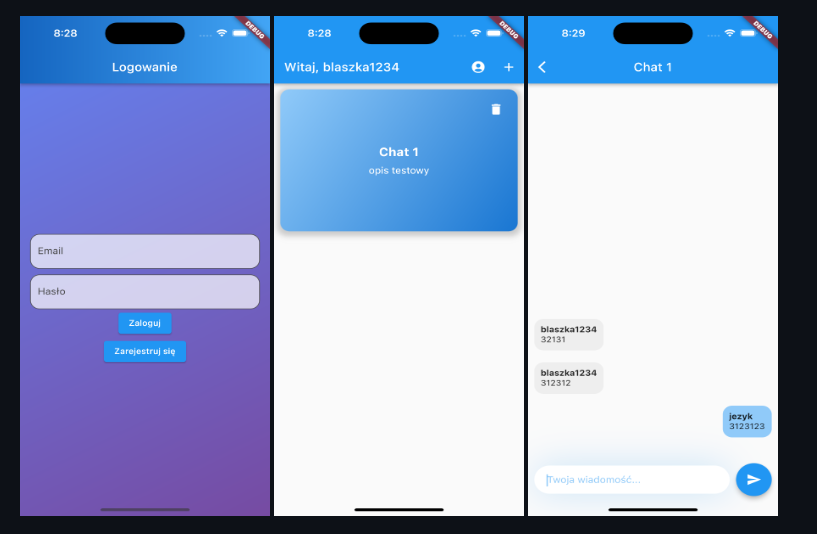 8:28
DEBUG
Logowanie
Email
Hasło
Zaloguj
Zarejestruj się
8:28
DEBUG
Witaj, blaszka1234
+
Chat 1
opis testowy
8:29
DEBUG
Chat 1
blaszka1234
32131
blaszka1234
312312
jezyk
3123123
Twoja wiadomość...